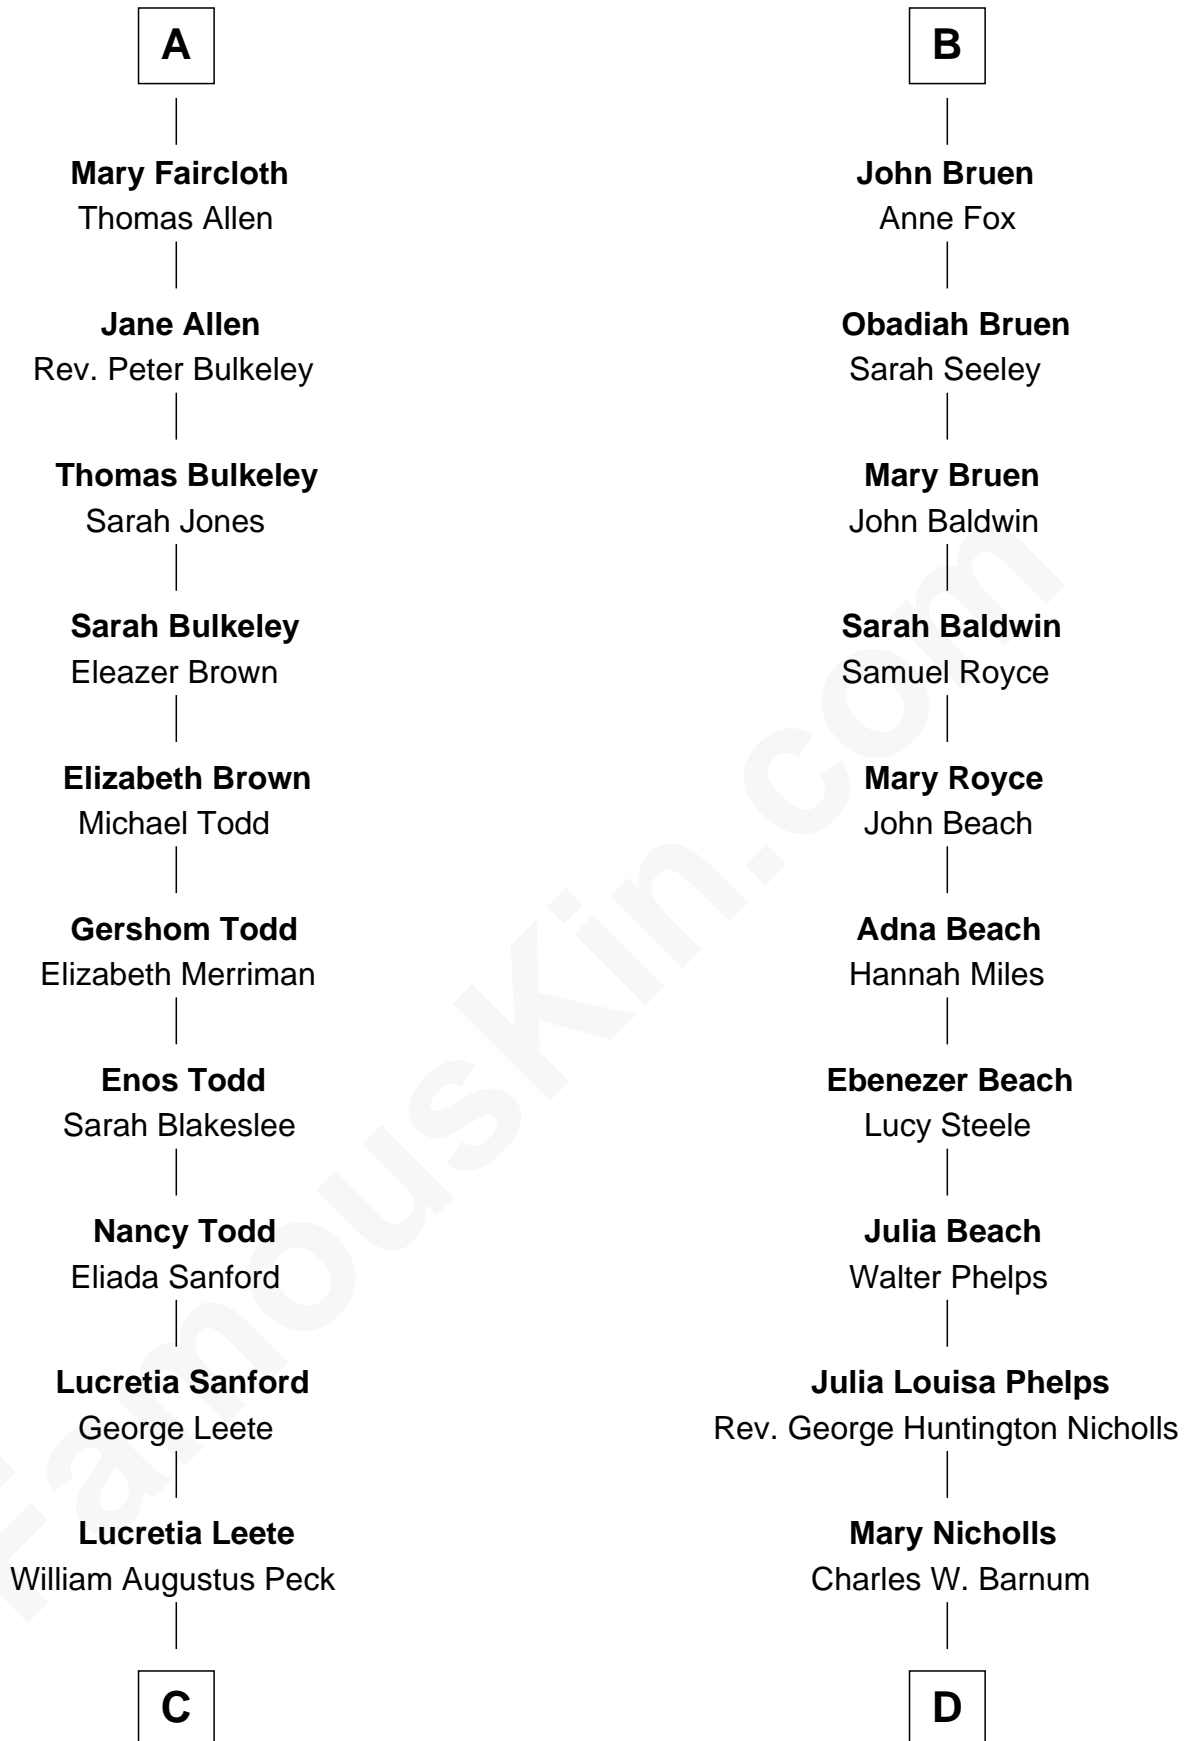 A
Mary Faircloth
Thomas Allen
Jane Allen
Rev. Peter Bulkeley
Thomas Bulkeley
Sarah Jones
Sarah Bulkeley
Eleazer Brown
Elizabeth Brown
Michael Todd
Gershom Todd
Elizabeth Merriman
Enos Todd
Sarah Blakeslee
Nancy Todd
Eliada Sanford
Lucretia Sanford
George Leete
Lucretia Leete
William Augustus Peck
C
B
John Bruen
Anne Fox
Obadiah Bruen
Sarah Seeley
Mary Bruen
John Baldwin
Sarah Baldwin
Samuel Royce
Mary Royce
John Beach
Adna Beach
Hannah Miles
Ebenezer Beach
Lucy Steele
Julia Beach
Walter Phelps
Julia Louisa Phelps
Rev. George Huntington Nicholls
Mary Nicholls
Charles W. Barnum
D
FamousKin.com